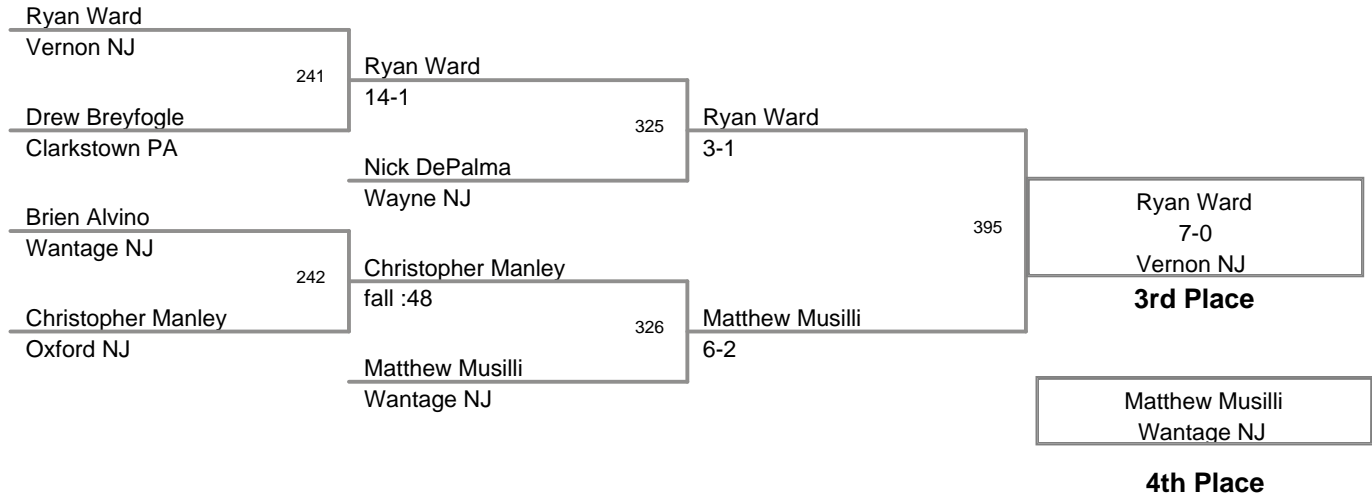 Ryan Ward
Vernon NJ
241
Drew Breyfogle
Clarkstown PA
Brien Alvino
Wantage NJ
242
Christopher Manley
Oxford NJ
Ryan Ward
14-1
325
Nick DePalma
Wayne NJ
Christopher Manley
fall :48
326
Matthew Musilli
Wantage NJ
Ryan Ward
3-1
395
Matthew Musilli
6-2
Ryan Ward
7-0
Vernon NJ
3rd Place
Matthew Musilli
Wantage NJ
4th Place